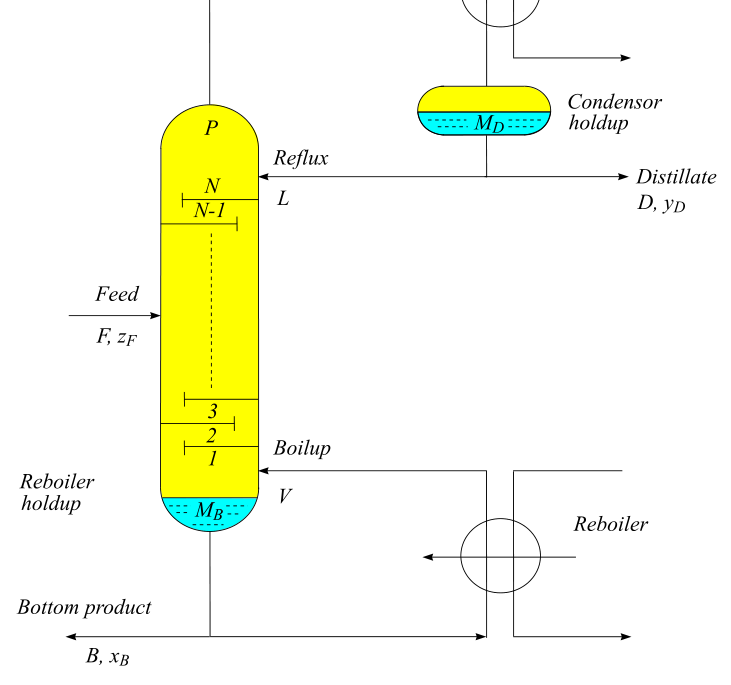 P
Condensor
holdup
M_D
Reflux
L
Distillate
D, y_D
N
N-1
Feed
F, z_F
3
2
1
Boilup
V
Reboiler
holdup
M_B
Reboiler
Bottom product
B, x_B